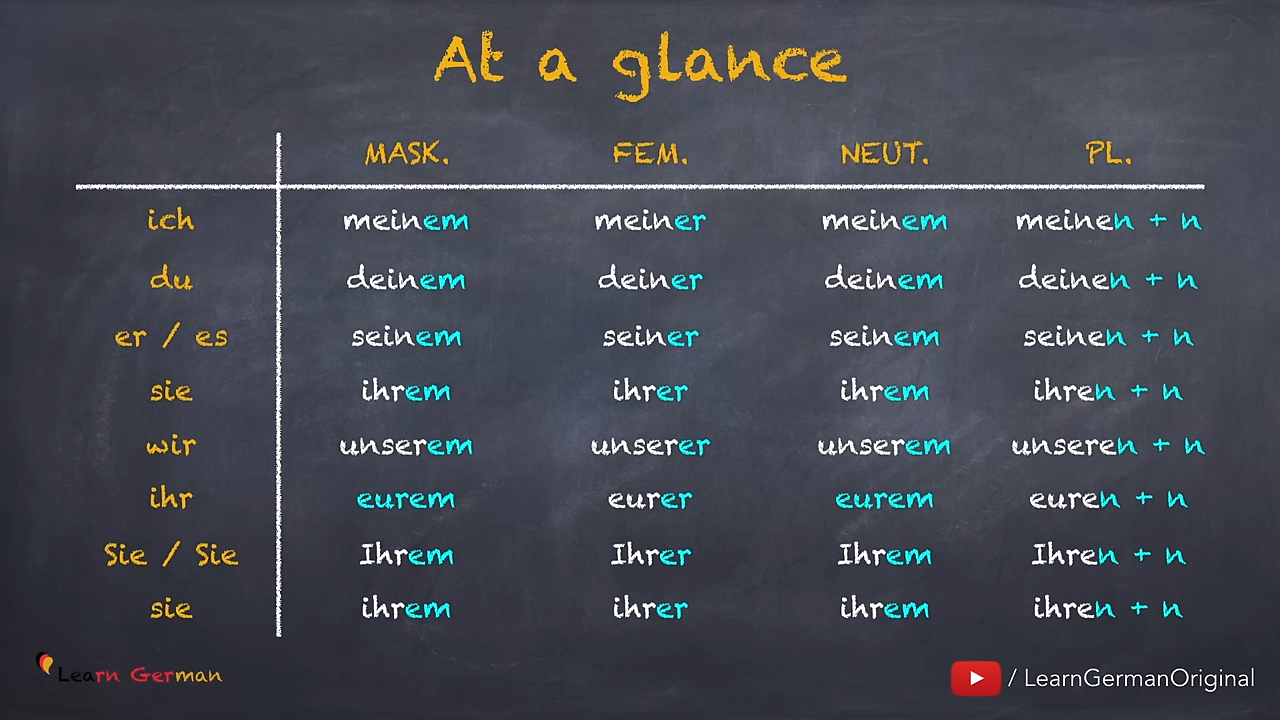 At a glance
MASK. FEM. NEUT. PL.
ich meinem meiner meinem meinen + n
du deinem deiner deinem deinen + n
er / es seinem seiner seinem seinen + n
sie ihrem ihrer ihrem ihren + n
wir unserem unserer unserem unseren + n
ihr eurem eurer eurem euren + n
Sie / Sie Ihrem Ihrer Ihrem Ihren + n
sie ihrem ihrer ihrem ihren + n
Learn German
/ LearnGermanOriginal